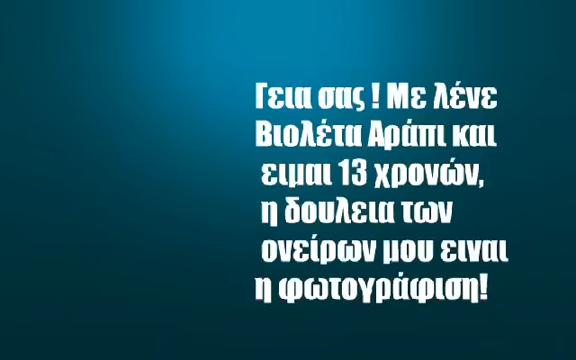 Γεια σας ! Με λένε
Βιολέτα Αράπι και
ειμαι 13 χρονών,
η δουλεια των
ονείρων μου ειναι
η φωτογράφιση!